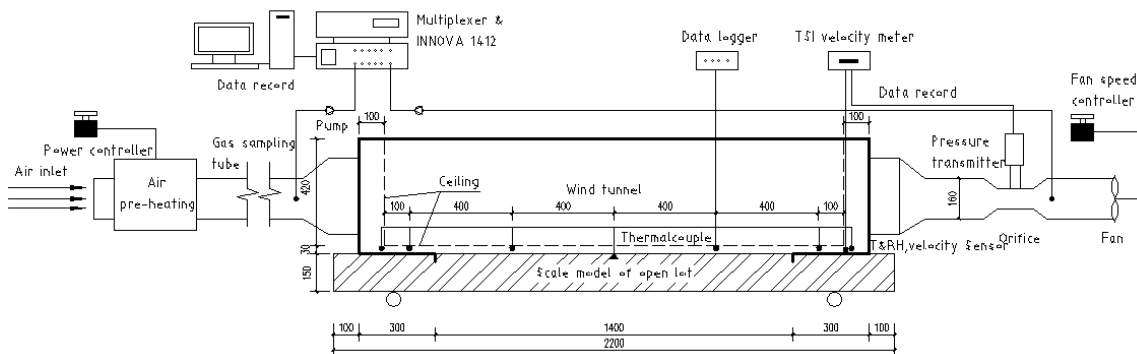 Multiplexer &
INNOVA 1412
Data logger
TSI velocity meter
Data record
Data record
Fan speed
controller
Pump
100
100
Power controller
Gas sampling
tube
Pressure
transmitter
Air inlet
Air
pre-heating
420
Ceiling
Wind tunnel
100
400
400
400
400
100
160
Thermalcouple
T&RH,velocity Sensor
Orifice
Fan
30
150
Scale model of open lot
100
300
1400
300
100
2200